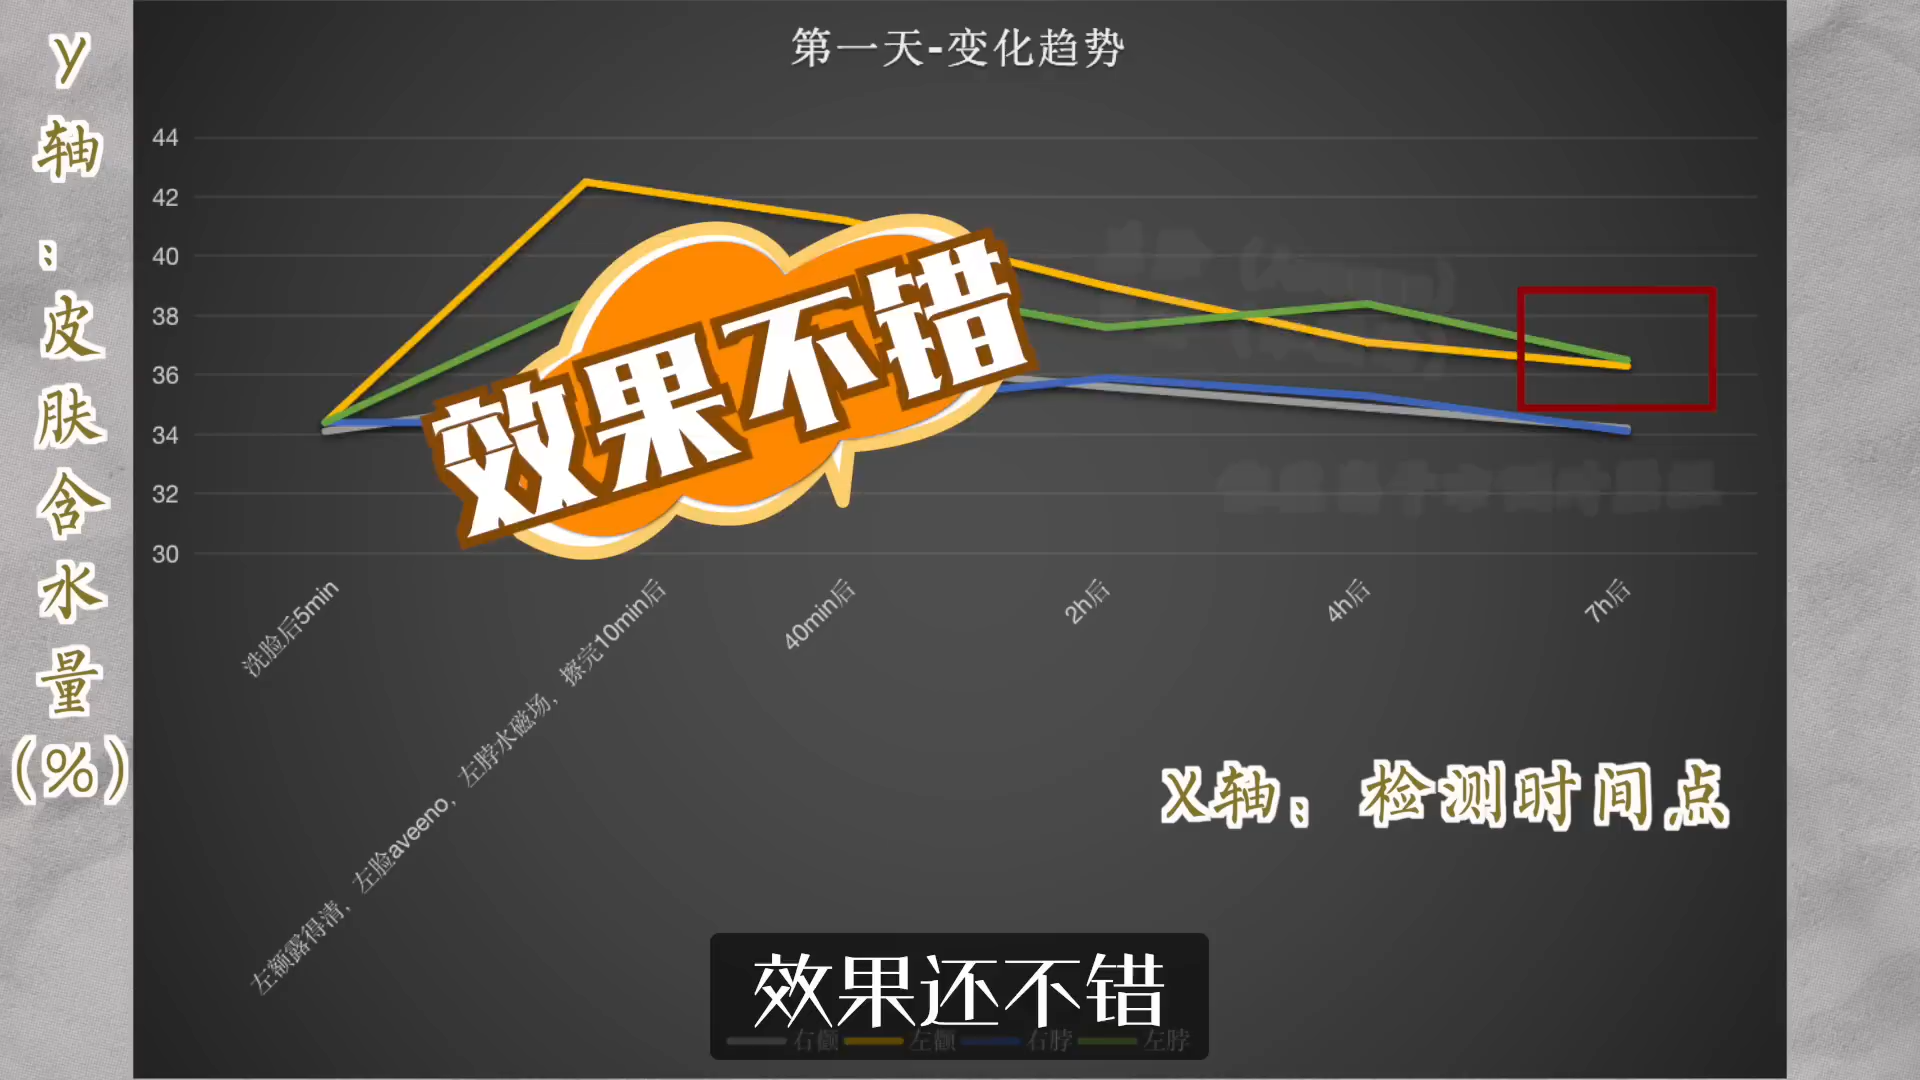 第一天-变化趋势
y轴：皮肤含水量(%)
44
42
40
38
36
34
32
30
效果不错
洗脸后5min
左额露得清，左脸aveeno，左脖水磁场，擦完10min后
40min后
2h后
4h后
7h后
X轴：检测时间点
效果还不错
右颧 左颧 右脖 左脖